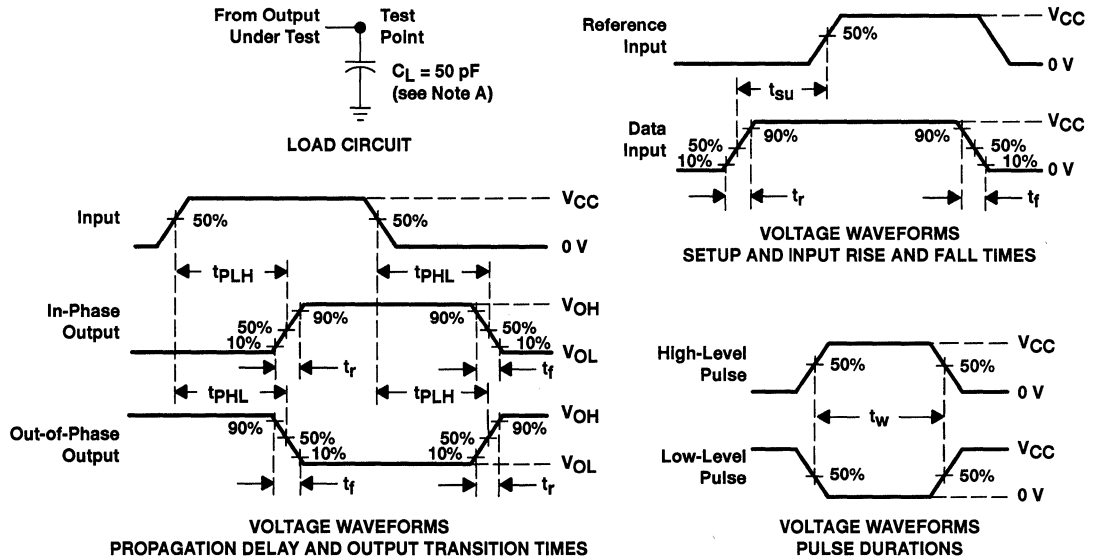 From Output
Under Test
Test
Point
CL = 50 pF
(see Note A)
LOAD CIRCUIT
Reference
Input
50%
VCC
0 V
tsu
Data
Input
50%
10%
90%
90%
50%
10%
VCC
0 V
tr
tf
VOLTAGE WAVEFORMS
SETUP AND INPUT RISE AND FALL TIMES
Input
50%
50%
VCC
0 V
tPLH
tPHL
In-Phase
Output
50%
10%
90%
90%
50%
10%
VOH
VOL
tr
tf
tPHL
tPLH
Out-of-Phase
Output
90%
50%
10%
50%
10%
90%
VOH
VOL
tf
tr
VOLTAGE WAVEFORMS
PROPAGATION DELAY AND OUTPUT TRANSITION TIMES
High-Level
Pulse
50%
50%
VCC
0 V
tw
Low-Level
Pulse
50%
50%
VCC
0 V
VOLTAGE WAVEFORMS
PULSE DURATIONS